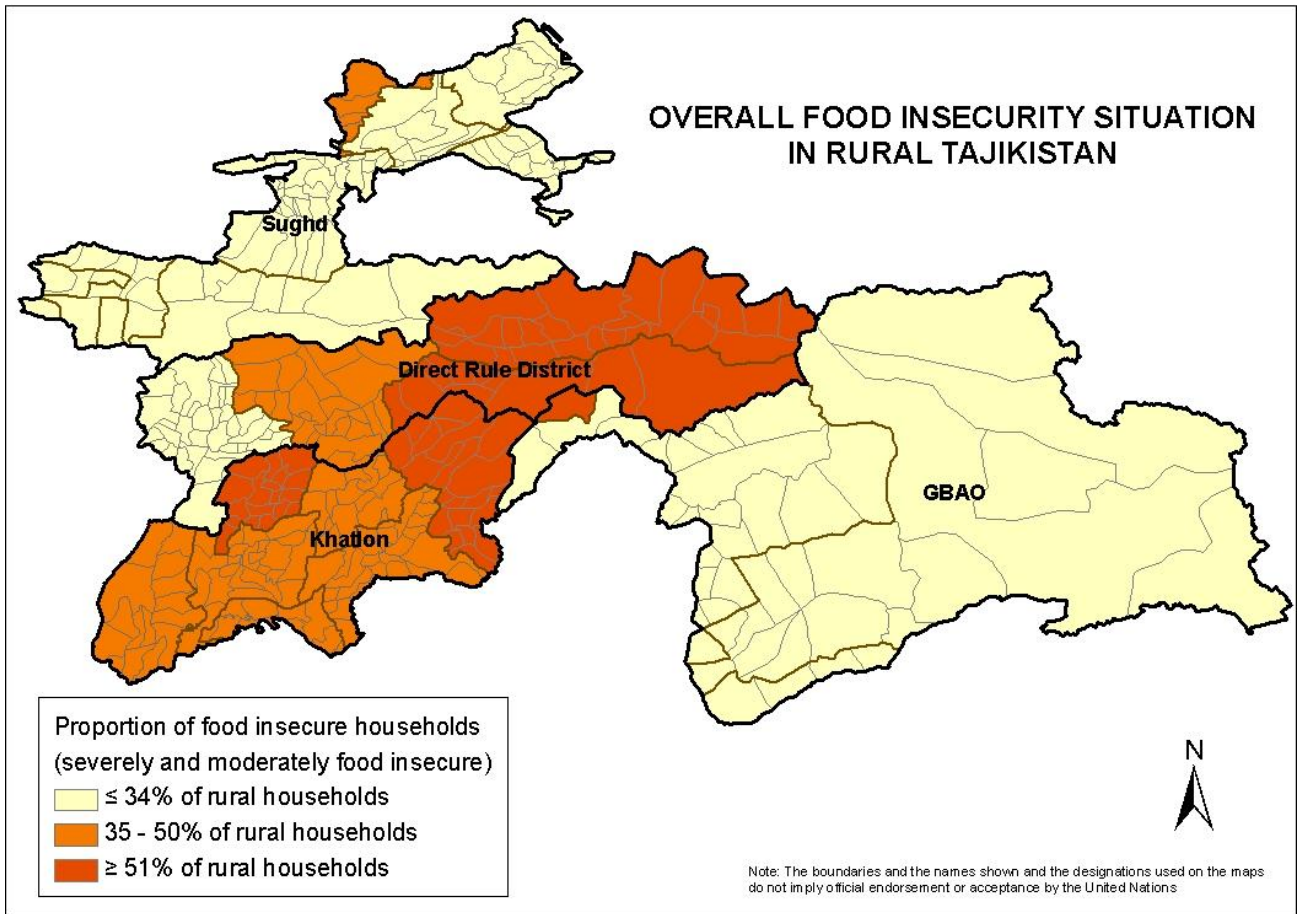 OVERALL FOOD INSECURITY SITUATION
IN RURAL TAJIKISTAN
Sughd
Direct Rule District
GBAO
Khatlon
Proportion of food insecure households
(severely and moderately food insecure)
≤ 34% of rural households
35 - 50% of rural households
≥ 51% of rural households
N
Note: The boundaries and the names shown and the designations used on the maps
do not imply official endorsement or acceptance by the United Nations